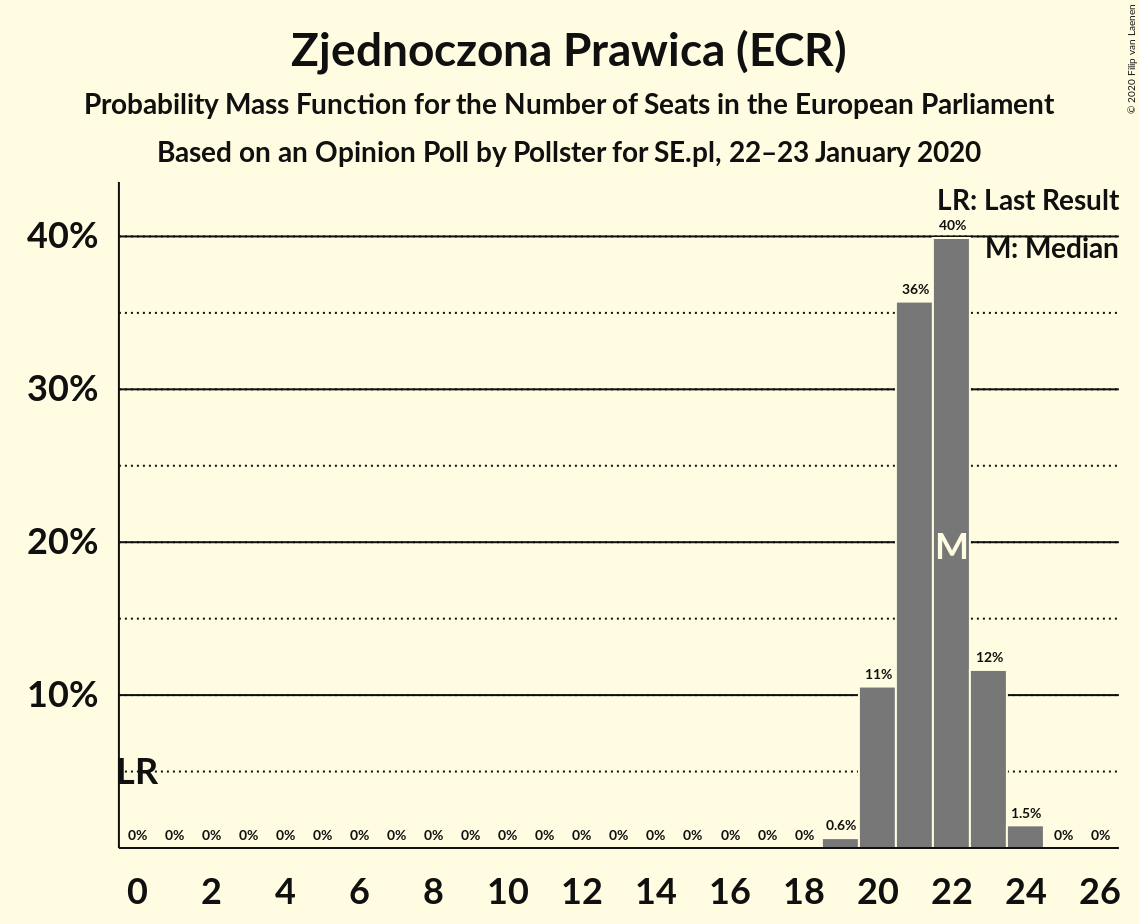 Zjednoczona Prawica (ECR)
Probability Mass Function for the Number of Seats in the European Parliament
Based on an Opinion Poll by Pollster for SE.pl, 22–23 January 2020
© 2020 Filip van Laenen
LR: Last Result
M: Median
40%
30%
20%
10%
LR
M
0% 0% 0% 0% 0% 0% 0% 0% 0% 0% 0% 0% 0% 0% 0% 0% 0% 0% 0% 0.6% 11% 36% 40% 12% 1.5% 0% 0%
0 2 4 6 8 10 12 14 16 18 20 22 24 26